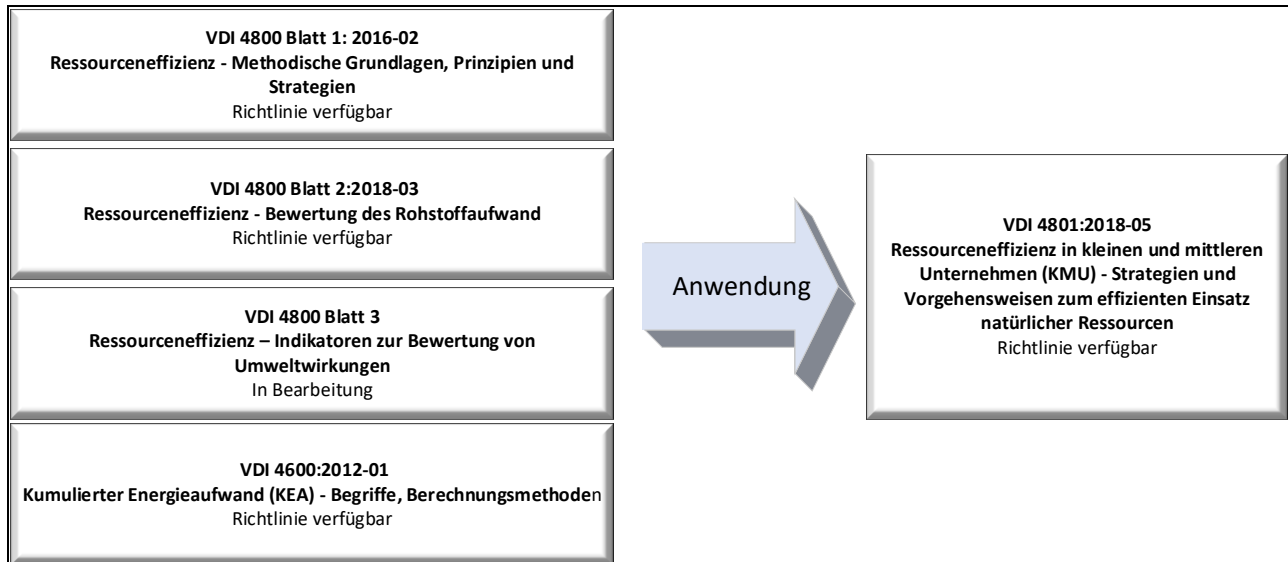 VDI 4800 Blatt 1: 2016-02
Ressourceneffizienz - Methodische Grundlagen, Prinzipien und
Strategien
Richtlinie verfügbar
VDI 4800 Blatt 2:2018-03
Ressourceneffizienz - Bewertung des Rohstoffaufwand
Richtlinie verfügbar
VDI 4800 Blatt 3
Ressourceneffizienz – Indikatoren zur Bewertung von
Umweltwirkungen
In Bearbeitung
VDI 4600:2012-01
Kumulierter Energieaufwand (KEA) - Begriffe, Berechnungsmethoden
Richtlinie verfügbar
Anwendung
VDI 4801:2018-05
Ressourceneffizienz in kleinen und mittleren
Unternehmen (KMU) - Strategien und
Vorgehensweisen zum effizienten Einsatz
natürlicher Ressourcen
Richtlinie verfügbar